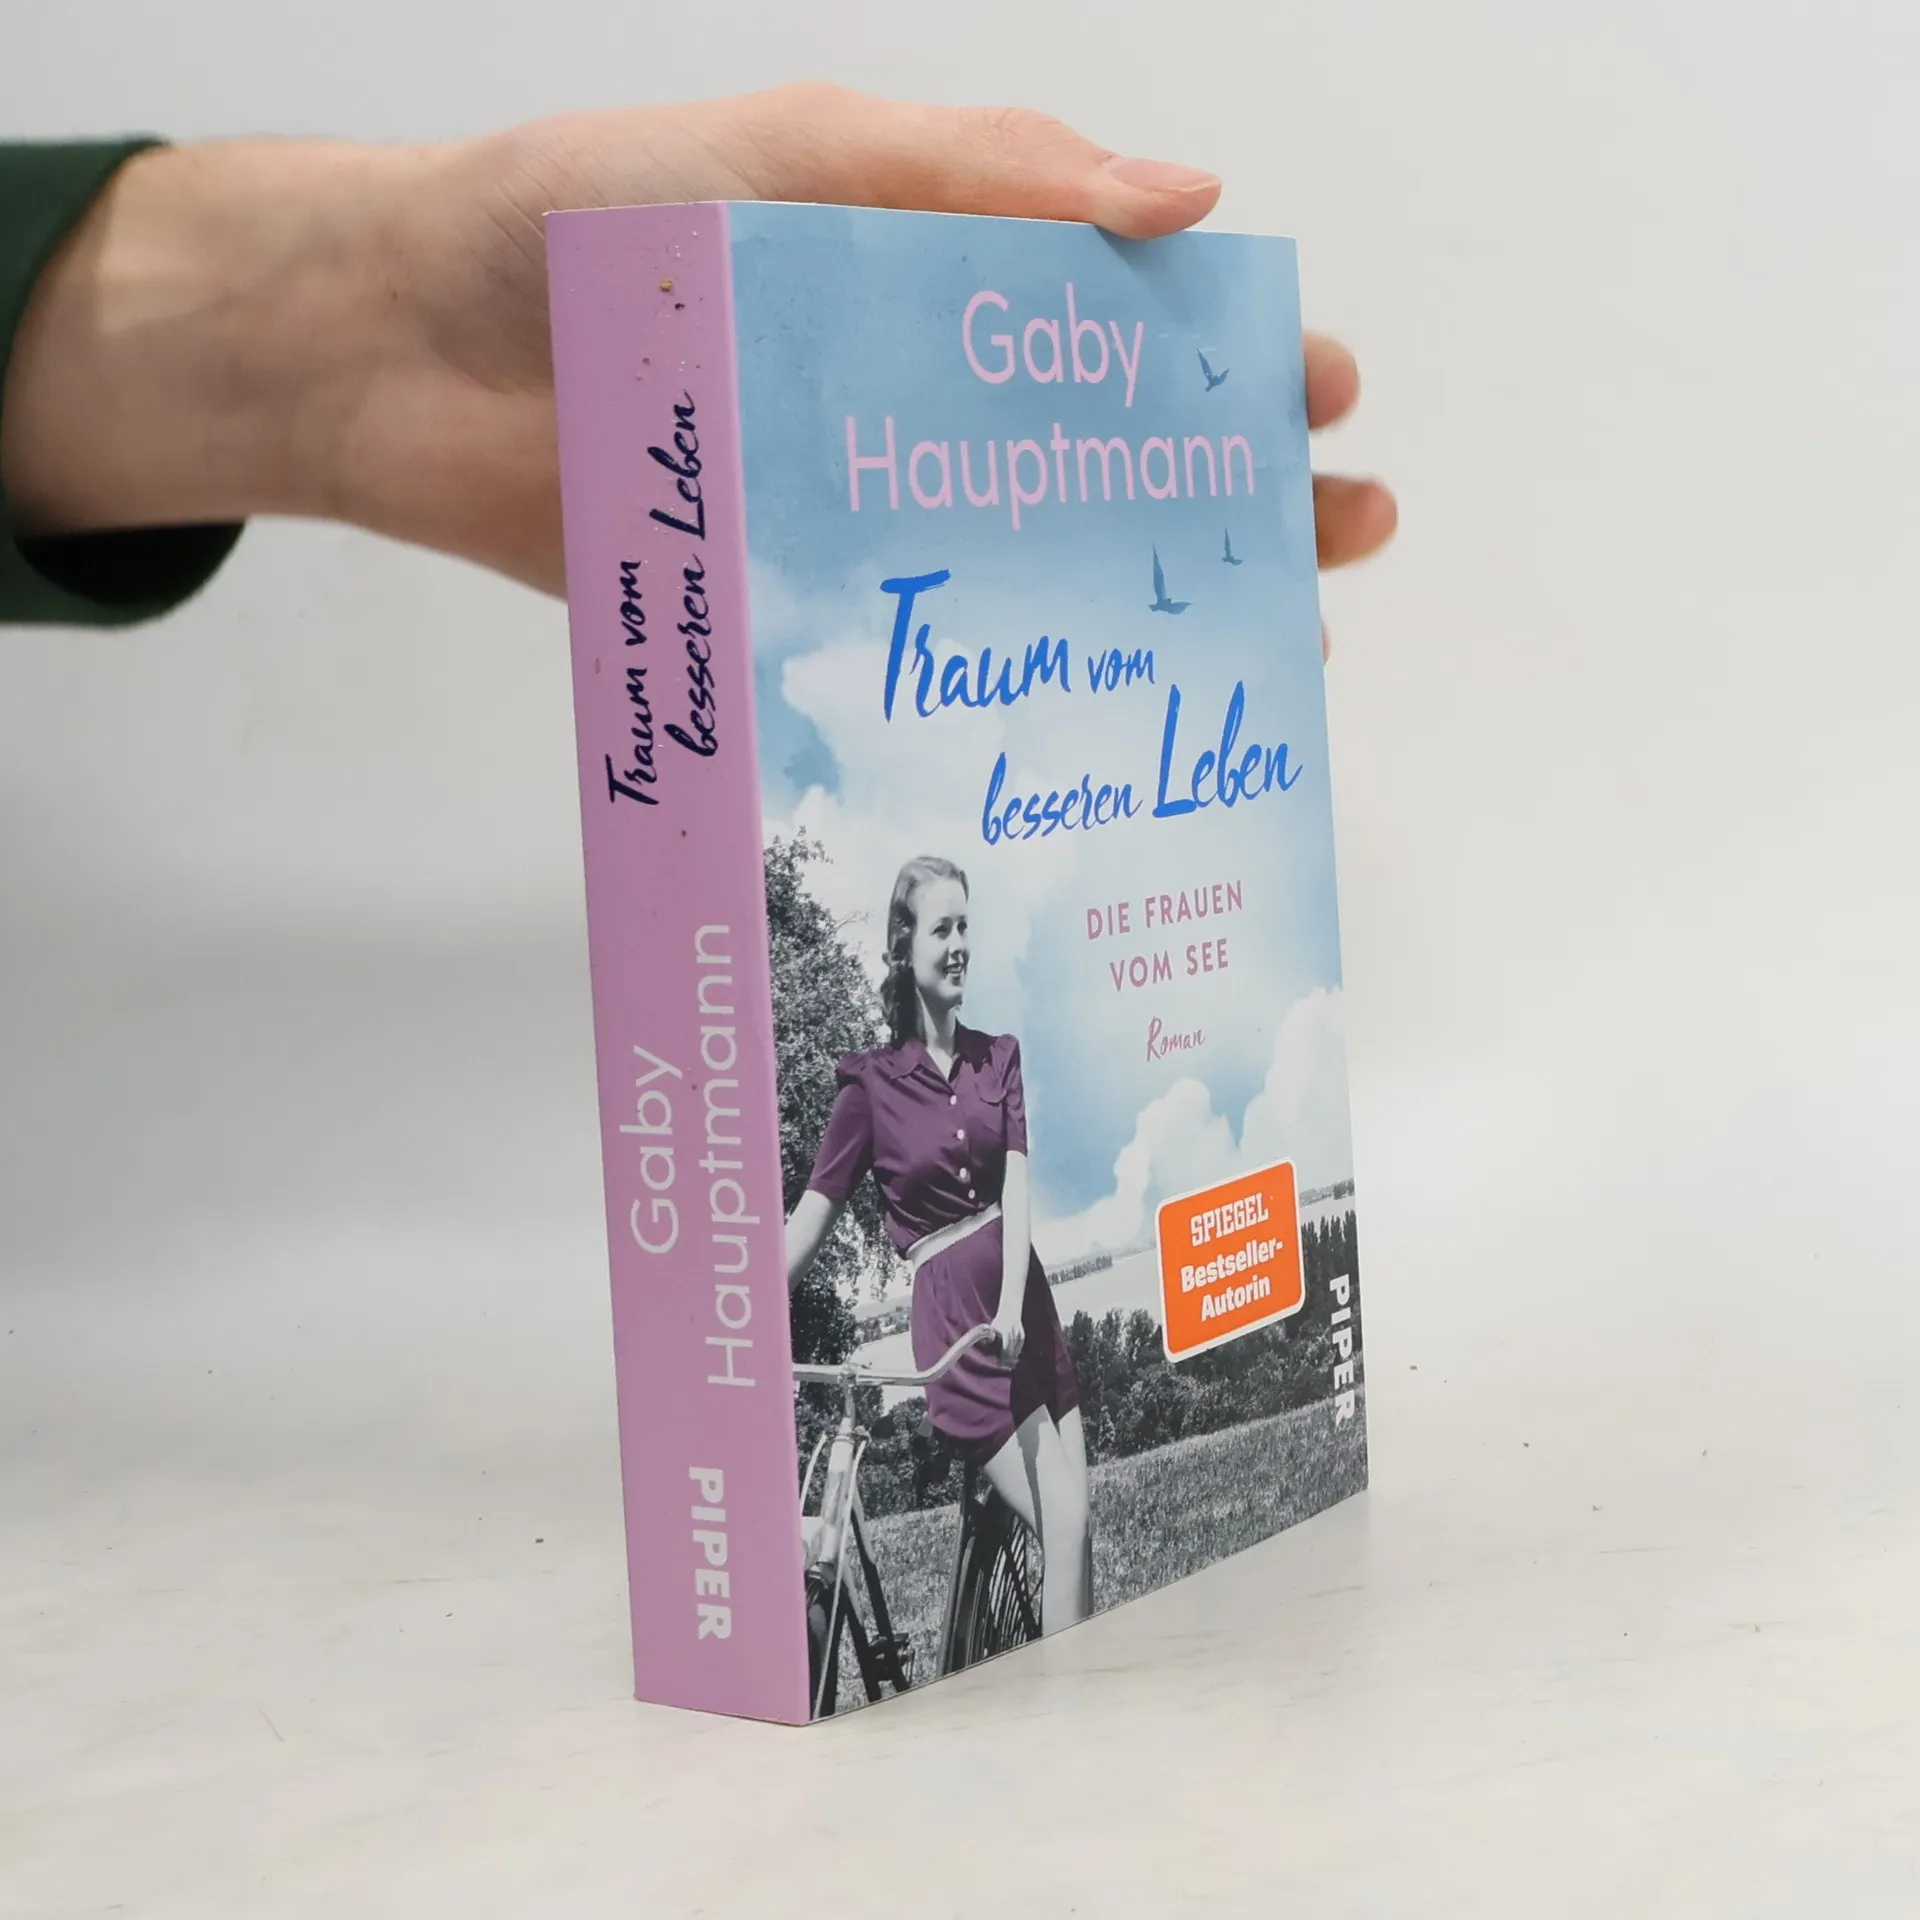 Traum vom
besseren Leben
Gaby
Hauptmann
PIPER
Gaby
Hauptmann
Traum vom
besseren Leben
DIE FRAUEN
VOM SEE
Roman
SPIEGEL
Bestseller-
Autorin
PIPER